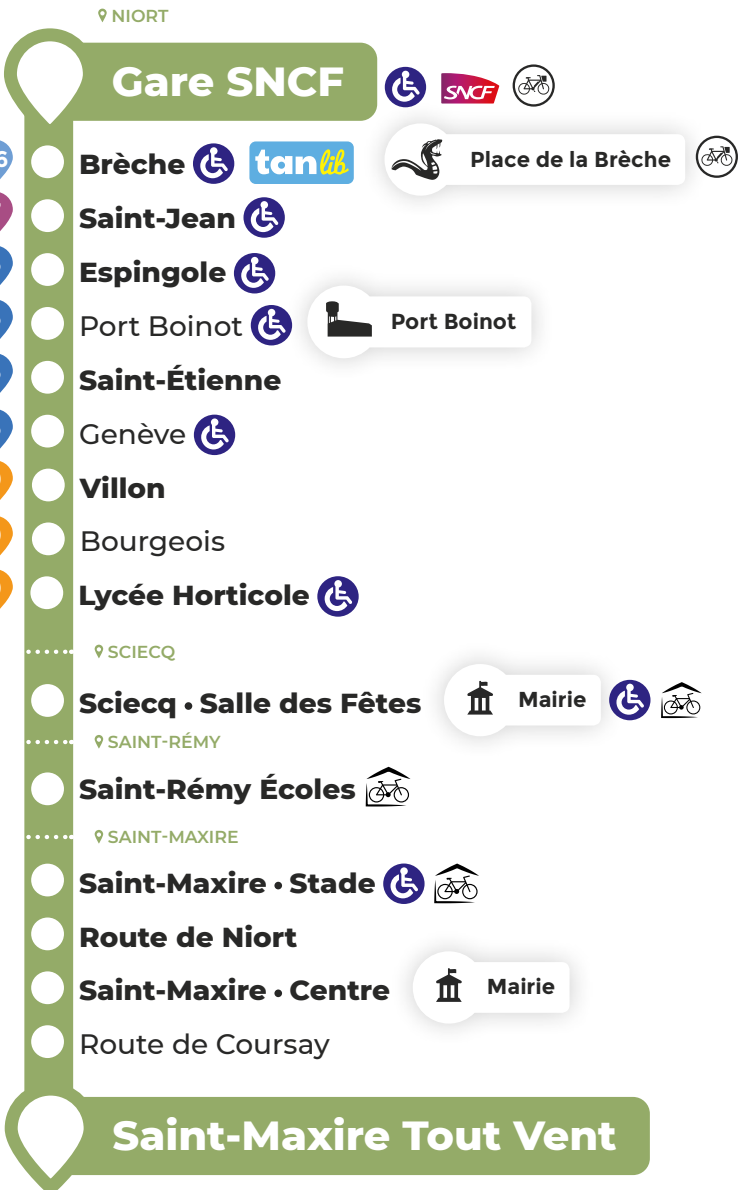 NIORT
Gare SNCF
SNCF
6
Brèche tanlib Place de la Brèche
Saint-Jean
Espingole
Port Boinot Port Boinot
Saint-Étienne
Genève
Villon
Bourgeois
Lycée Horticole
SCIECQ
Sciecq • Salle des Fêtes Mairie
SAINT-RÉMY
Saint-Rémy Écoles
SAINT-MAXIRE
Saint-Maxire • Stade
Route de Niort
Saint-Maxire • Centre Mairie
Route de Coursay
Saint-Maxire Tout Vent